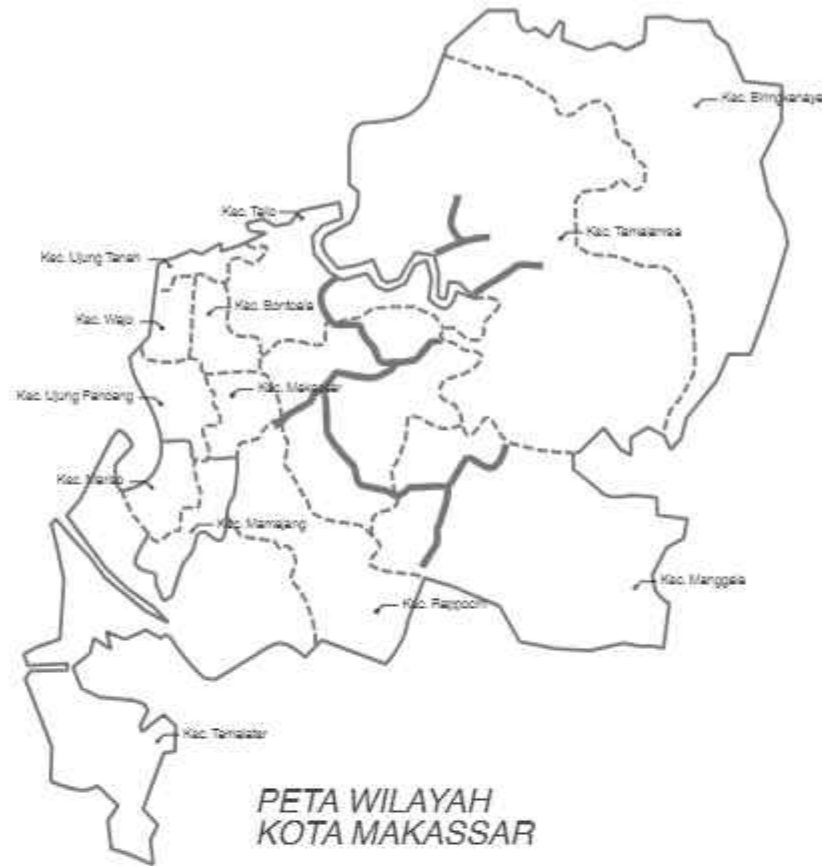 Kec. Biringkanaya
Kec. Tallo
Kec. Tamalanrea
Kec. Ujung Tanah
Kec. Bontoala
Kec. Wajo
Kec. Makassar
Kec. Ujung Pandang
Kec. Mariso
Kec. Mamajang
Kec. Manggala
Kec. Rappocini
Kec. Tamalate
PETA WILAYAH
KOTA MAKASSAR